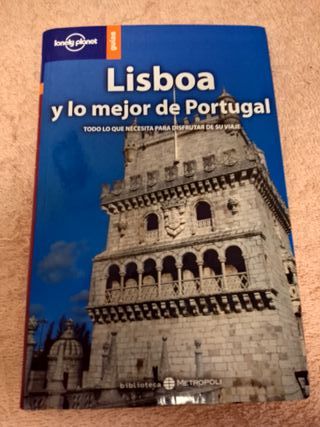 lonely planet
guías
Lisboa
y lo mejor de Portugal
TODO LO QUE NECESITA PARA DISFRUTAR DE SU VIAJE
biblioteca METROPOLI